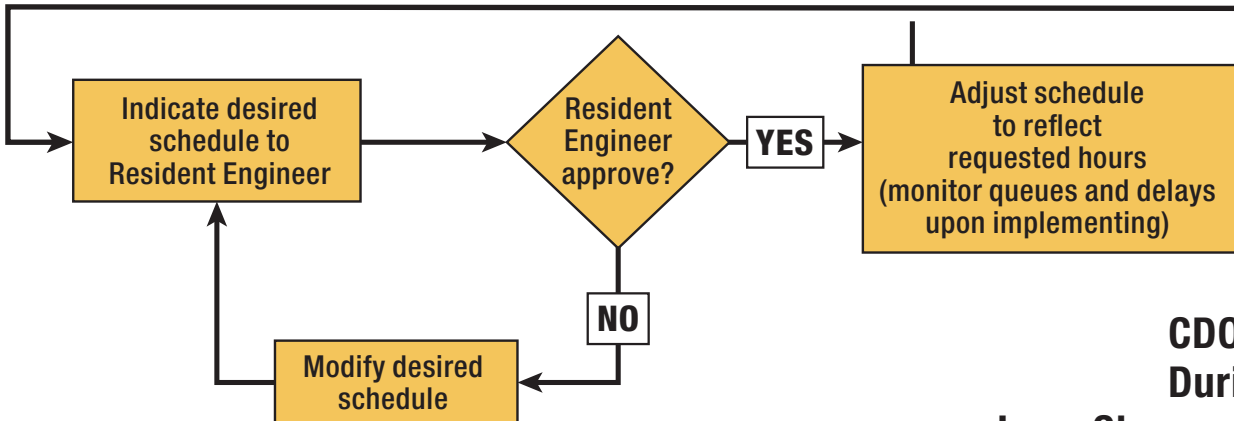 Indicate desired
schedule to
Resident Engineer
Resident
Engineer
approve?
YES
Adjust schedule
to reflect
requested hours
(monitor queues and delays
upon implementing)
NO
Modify desired
schedule